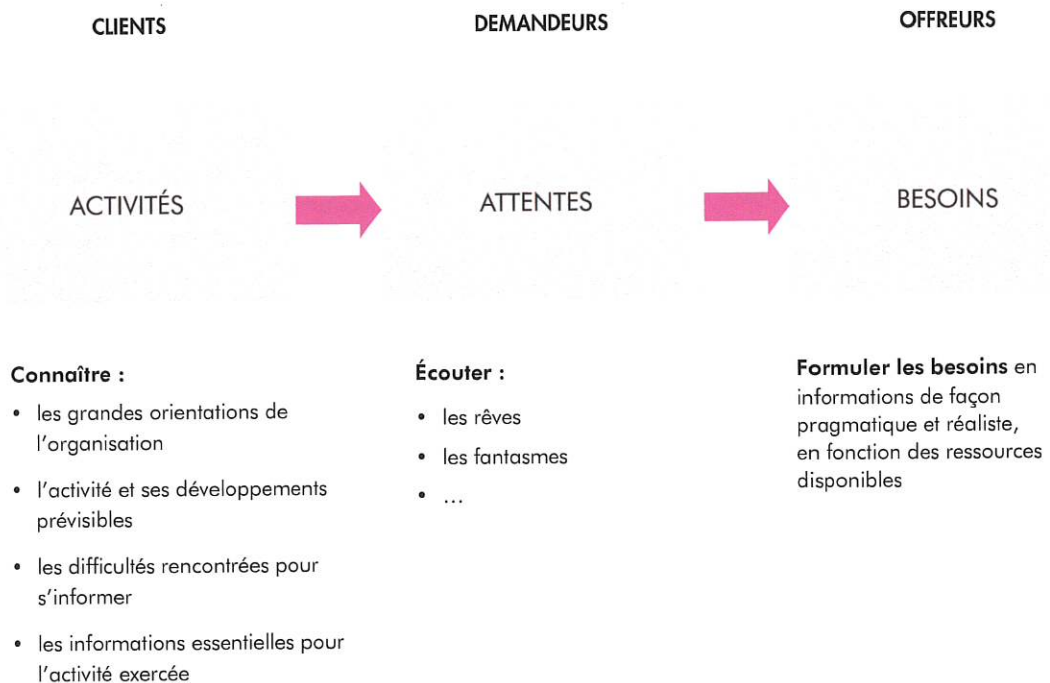 CLIENTS
DEMANDEURS
OFFREURS
ACTIVITÉS
ATTENTES
BESOINS
Connaître :
• les grandes orientations de
l'organisation
• l'activité et ses développements
prévisibles
• les difficultés rencontrées pour
s'informer
• les informations essentielles pour
l'activité exercée
Écouter :
• les rêves
• les fantasmes
• ...
Formuler les besoins en
informations de façon
pragmatique et réaliste,
en fonction des ressources
disponibles